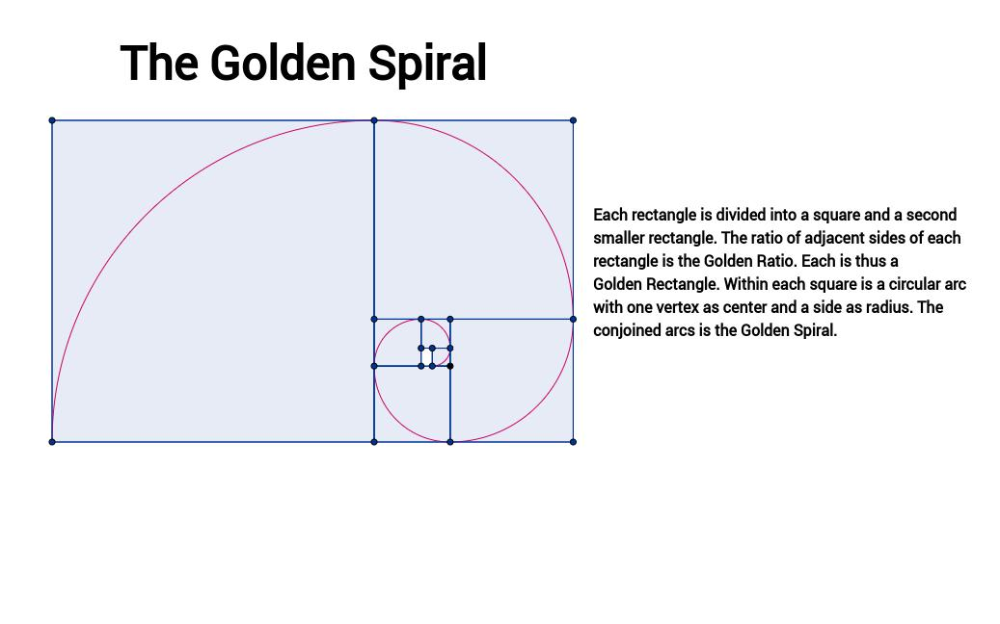 The Golden Spiral
Each rectangle is divided into a square and a second
smaller rectangle. The ratio of adjacent sides of each
rectangle is the Golden Ratio. Each is thus a
Golden Rectangle. Within each square is a circular arc
with one vertex as center and a side as radius. The
conjoined arcs is the Golden Spiral.